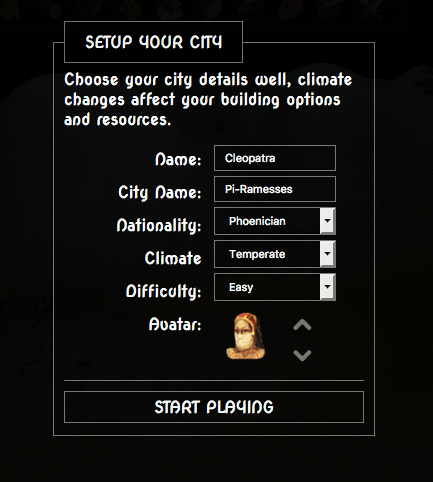 SETUP YOUR CITY
Choose your city details well, climate
changes affect your building options
and resources.
Name: Cleopatra
City Name: Pi-Ramesses
Nationality: Phoenician
Climate Temperate
Difficulty: Easy
Avatar:
START PLAYING